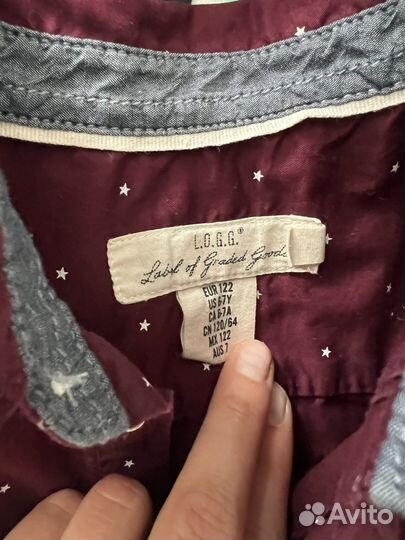 L.O.G.G.®
Label of Graded Goods
EUR 122
US 6-7Y
CA 6-7A
CN 120/64
MX 122
AUS 7
Avito